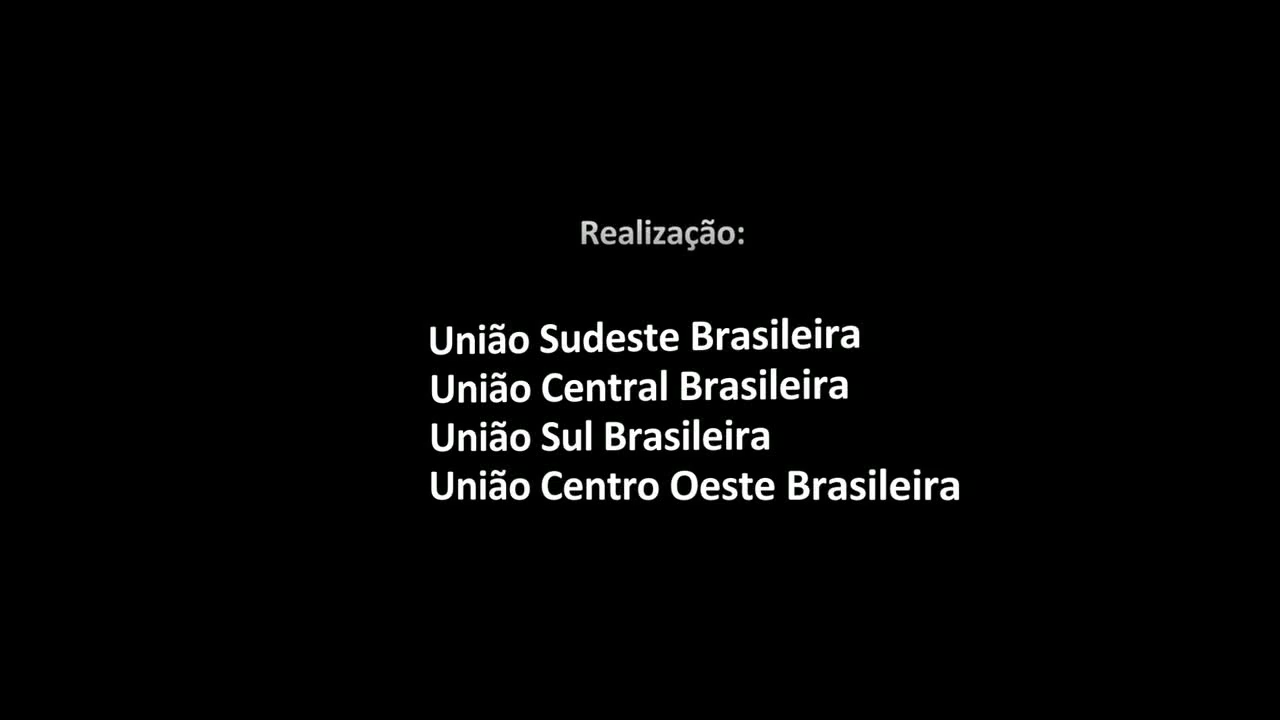 Realização:
União Sudeste Brasileira
União Central Brasileira
União Sul Brasileira
União Centro Oeste Brasileira